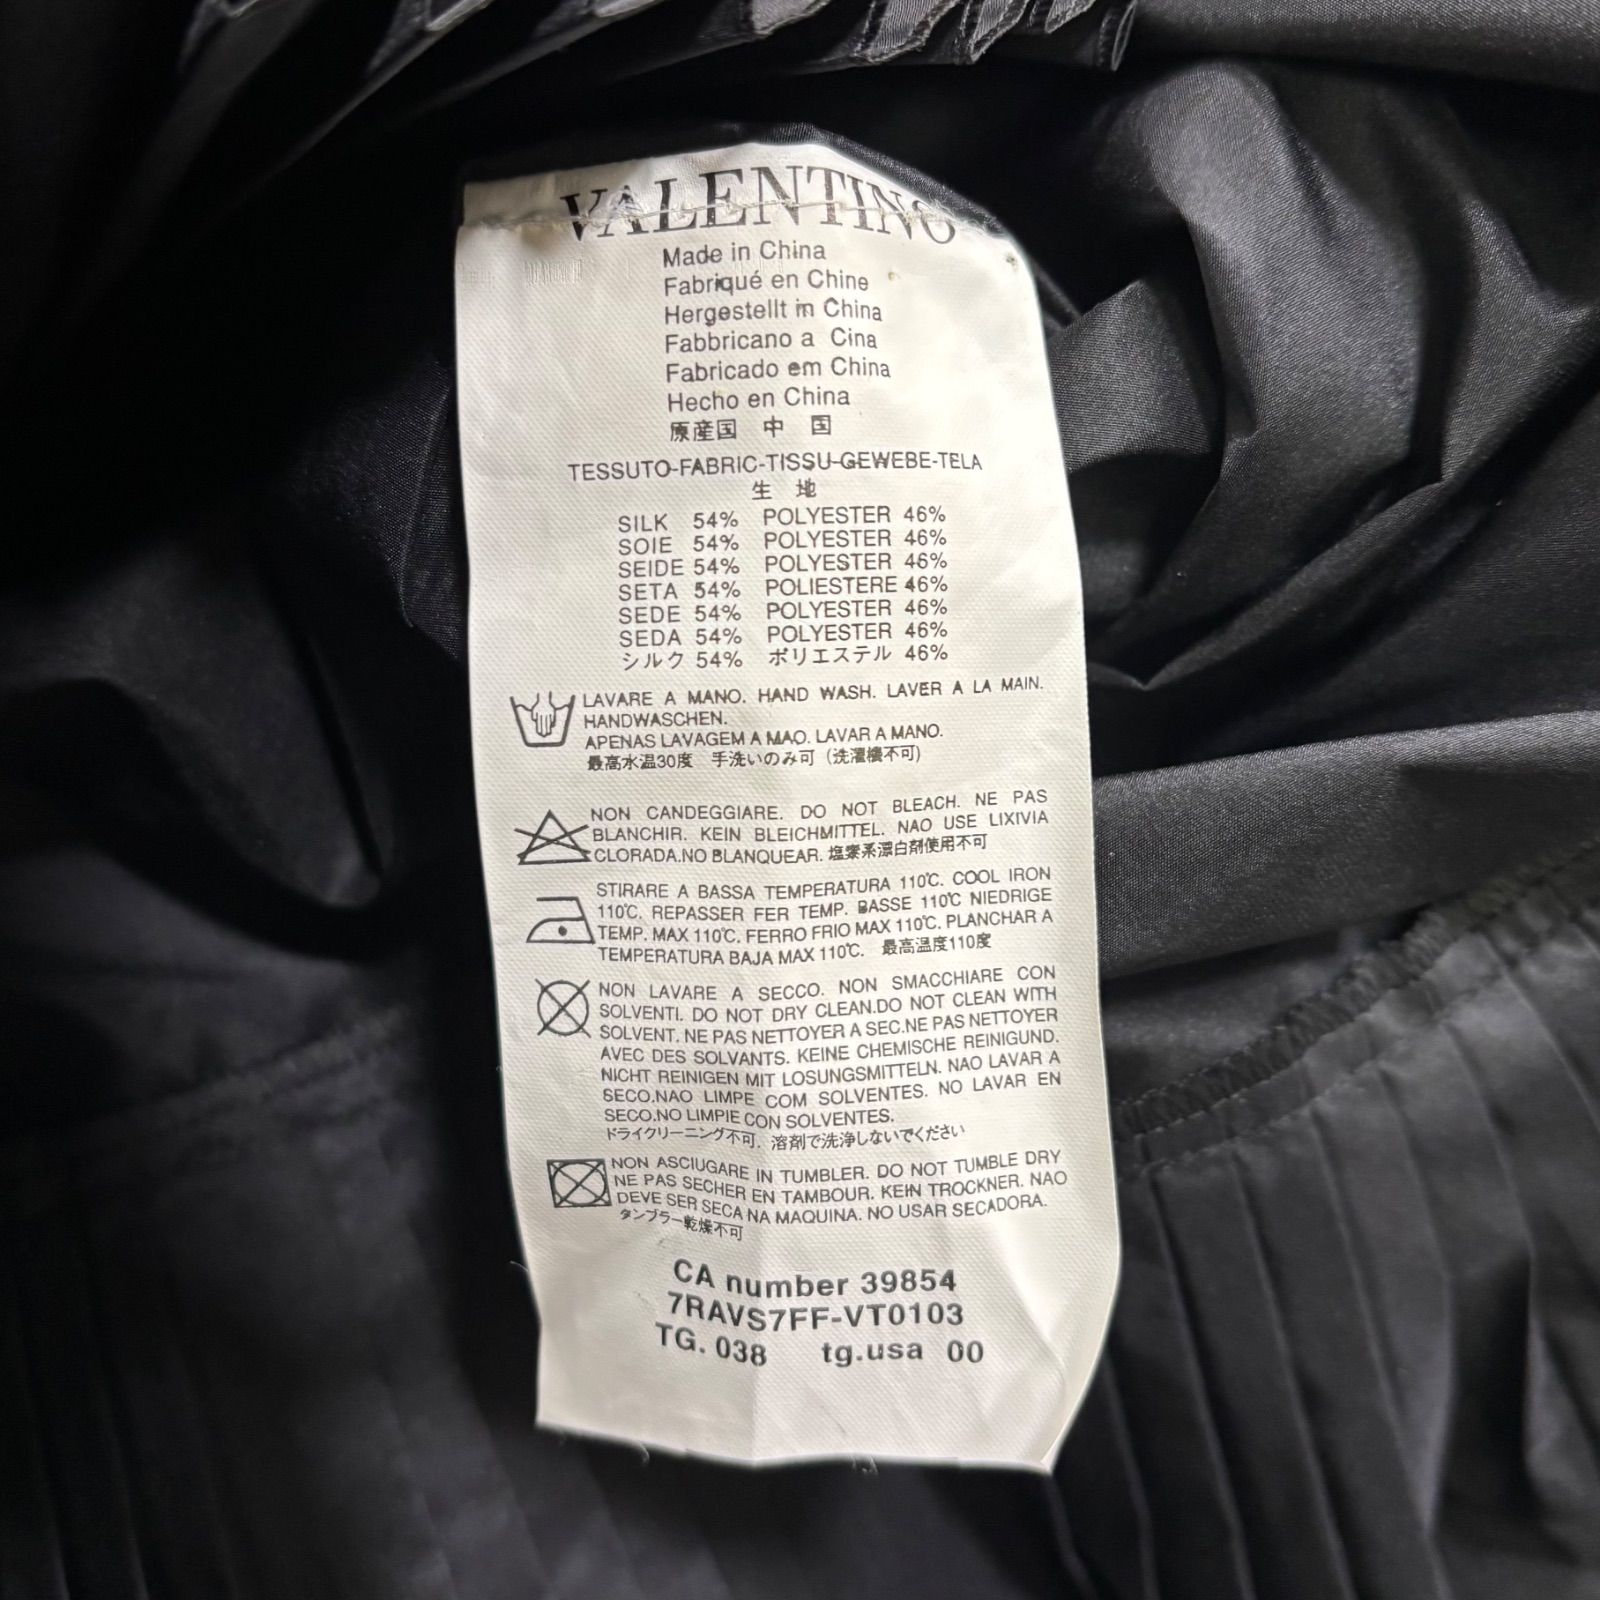 VALENTINO
Made in China
Fabriqué en Chine
Hergestellt in China
Fabbricano a Cina
Fabricado em China
Hecho en China
原産国 中 国
TESSUTO-FABRIC-TISSU-GEWEBE-TELA
生 地
SILK 54% POLYESTER 46%
SOIE 54% POLYESTER 46%
SEIDE 54% POLYESTER 46%
SETA 54% POLIESTERE 46%
SEDE 54% POLYESTER 46%
SEDA 54% POLYESTER 46%
シルク 54% ポリエステル 46%
LAVARE A MANO. HAND WASH. LAVER A LA MAIN.
HANDWASCHEN.
APENAS LAVAGEM A MAO. LAVAR A MANO.
最高水温30度 手洗いのみ可 (洗濯機不可)
NON CANDEGGIARE. DO NOT BLEACH. NE PAS
BLANCHIR. KEIN BLEICHMITTEL. NAO USE LIXIVIA
CLORADA.NO BLANQUEAR. 塩素系漂白剤使用不可
STIRARE A BASSA TEMPERATURA 110℃. COOL IRON
110℃. REPASSER FER TEMP. BASSE 110℃ NIEDRIGE
TEMP. MAX 110℃. FERRO FRIO MAX 110℃. PLANCHAR A
TEMPERATURA BAJA MAX 110℃. 最高温度110度
NON LAVARE A SECCO. NON SMACCHIARE CON
SOLVENTI. DO NOT DRY CLEAN.DO NOT CLEAN WITH
SOLVENT. NE PAS NETTOYER A SEC.NE PAS NETTOYER
AVEC DES SOLVANTS. KEINE CHEMISCHE REINIGUND.
NICHT REINIGEN MIT LOSUNGSMITTELN. NAO LAVAR A
SECO.NAO LIMPE COM SOLVENTES. NO LAVAR EN
SECO.NO LIMPIE CON SOLVENTES.
ドライクリーニング不可. 溶剤で洗浄しないでください
NON ASCIUGARE IN TUMBLER. DO NOT TUMBLE DRY
NE PAS SECHER EN TAMBOUR. KEIN TROCKNER. NAO
DEVE SER SECA NA MAQUINA. NO USAR SECADORA.
タンブラー乾燥不可
CA number 39854
7RAVS7FF-VT0103
TG. 038 tg.usa 00